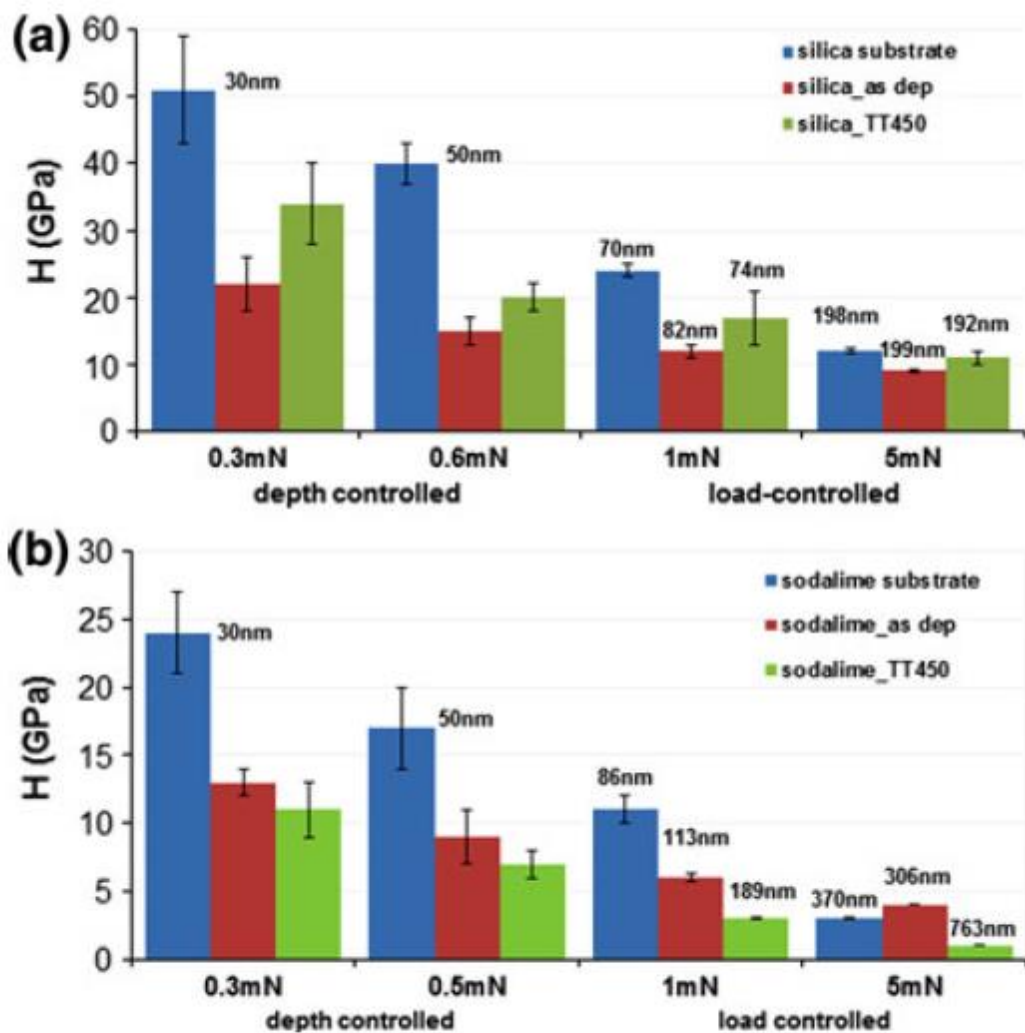 (a)
H (GPa)
60
50
40
30
20
10
0
silica substrate
silica_as dep
silica_TT450
30nm
50nm
70nm
82nm
74nm
198nm
199nm
192nm
0.3mN 0.6mN 1mN 5mN
depth controlled load-controlled
(b)
H (GPa)
30
25
20
15
10
5
0
sodalime substrate
sodalime_as dep
sodalime_TT450
30nm
50nm
86nm
113nm
189nm
370nm
306nm
763nm
0.3mN 0.5mN 1mN 5mN
depth controlled load controlled